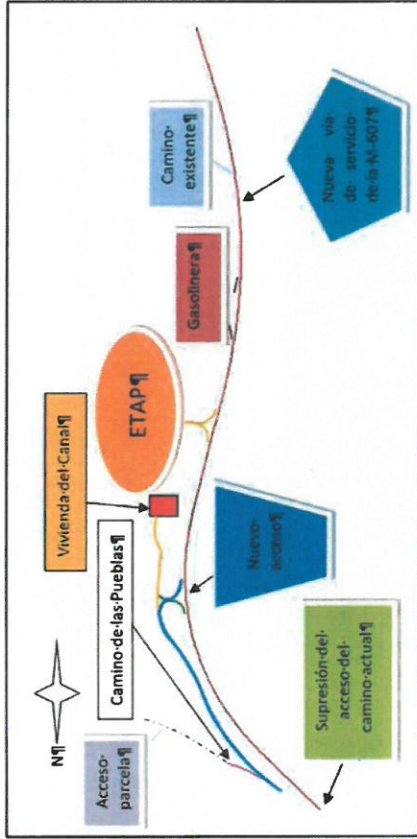 N¶
Acceso·
parcela¶
Camino·de·las·Pueblas¶
Vivienda·del·Canal¶
ETAP¶
Camino·
existente¶
Gasolinera¶
Supresión·del·
acceso·del·
camino·actual¶
Nuevo·
acceso¶
Nueva· vía·
de· servicio·
de·la·M-607¶